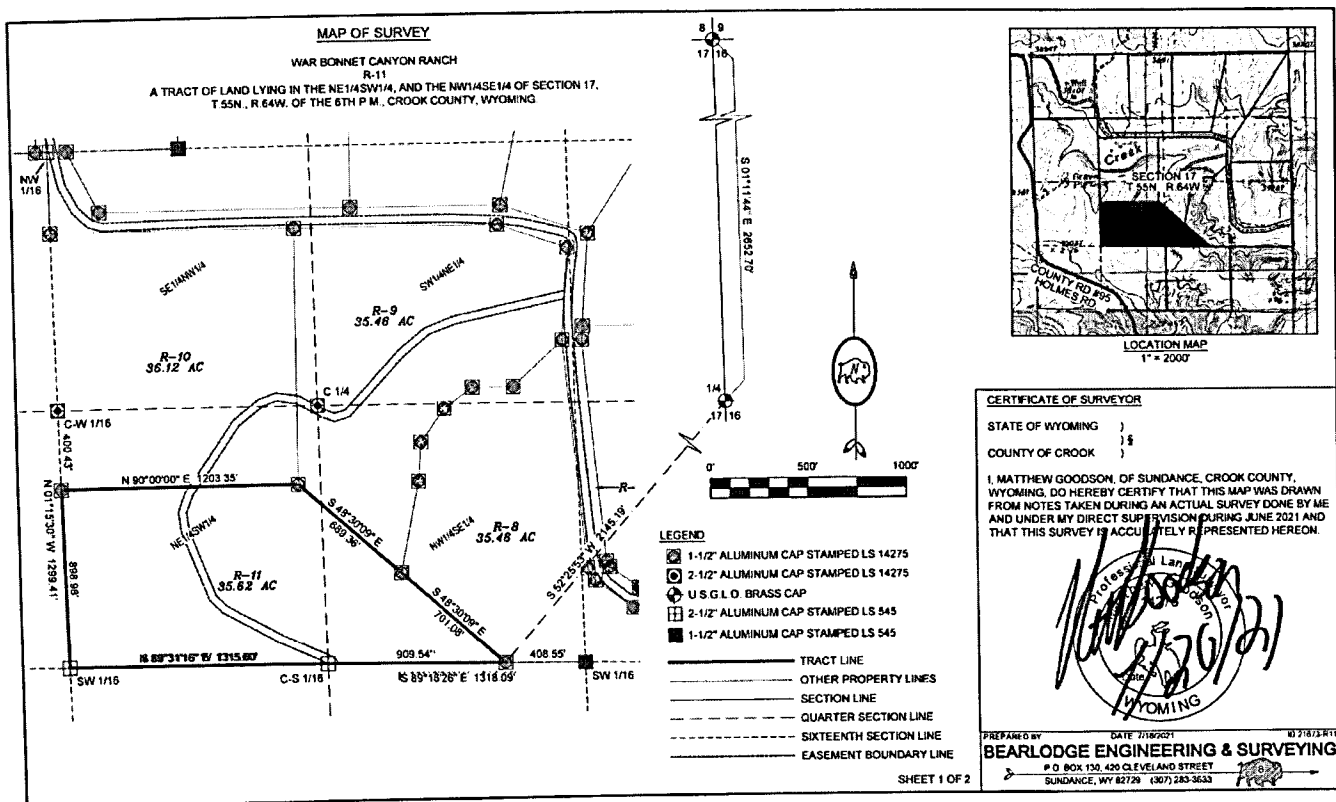 MAP OF SURVEY
WAR BONNET CANYON RANCH
R-11
A TRACT OF LAND LYING IN THE NE1/4SW1/4, AND THE NW1/4SE1/4 OF SECTION 17,
T.55N., R.64W. OF THE 6TH P.M., CROOK COUNTY, WYOMING
NW
1/16
SE1/4NW1/4
SW1/4NE1/4
R-9
35.46 AC
R-10
36.12 AC
C 1/4
C-W 1/16
400.43'
N 01°15'30" W 1299.41'
898.98'
N 90°00'00" E 1203.35'
S 48°30'09" E
689.36'
NE1/4SW1/4
NW1/4SE1/4
R-8
35.46 AC
R-
R-11
35.62 AC
S 48°30'09" E
701.08'
S 52°25'53" W 2145.19'
1315.60'
909.54'
408.55'
S 89°18'26" E 1318.09'
SW 1/16
C-S 1/16
SW 1/16
8 9
17 16
S 01°11'44" E 2652.70'
1/4
17 16
N
0' 500' 1000'
LEGEND
1-1/2" ALUMINUM CAP STAMPED LS 14275
2-1/2" ALUMINUM CAP STAMPED LS 14275
U.S.G.L.O. BRASS CAP
2-1/2" ALUMINUM CAP STAMPED LS 545
1-1/2" ALUMINUM CAP STAMPED LS 545
TRACT LINE
OTHER PROPERTY LINES
SECTION LINE
QUARTER SECTION LINE
SIXTEENTH SECTION LINE
EASEMENT BOUNDARY LINE
SHEET 1 OF 2
Creek
SECTION 17
T.55N., R.64W.
COUNTY RD #95
HOLMES RD
LOCATION MAP
1" = 2000'
CERTIFICATE OF SURVEYOR
STATE OF WYOMING )
) §
COUNTY OF CROOK )
I, MATTHEW GOODSON, OF SUNDANCE, CROOK COUNTY,
WYOMING, DO HEREBY CERTIFY THAT THIS MAP WAS DRAWN
FROM NOTES TAKEN DURING AN ACTUAL SURVEY DONE BY ME
AND UNDER MY DIRECT SUPERVISION DURING JUNE 2021 AND
THAT THIS SURVEY IS ACCURATELY REPRESENTED HEREON.
Professional Land Surveyor
WYOMING
PREPARED BY DATE 7/18/2021
BEARLODGE ENGINEERING & SURVEYING
P.O. BOX 130, 420 CLEVELAND STREET
SUNDANCE, WY 82729 (307) 283-3633